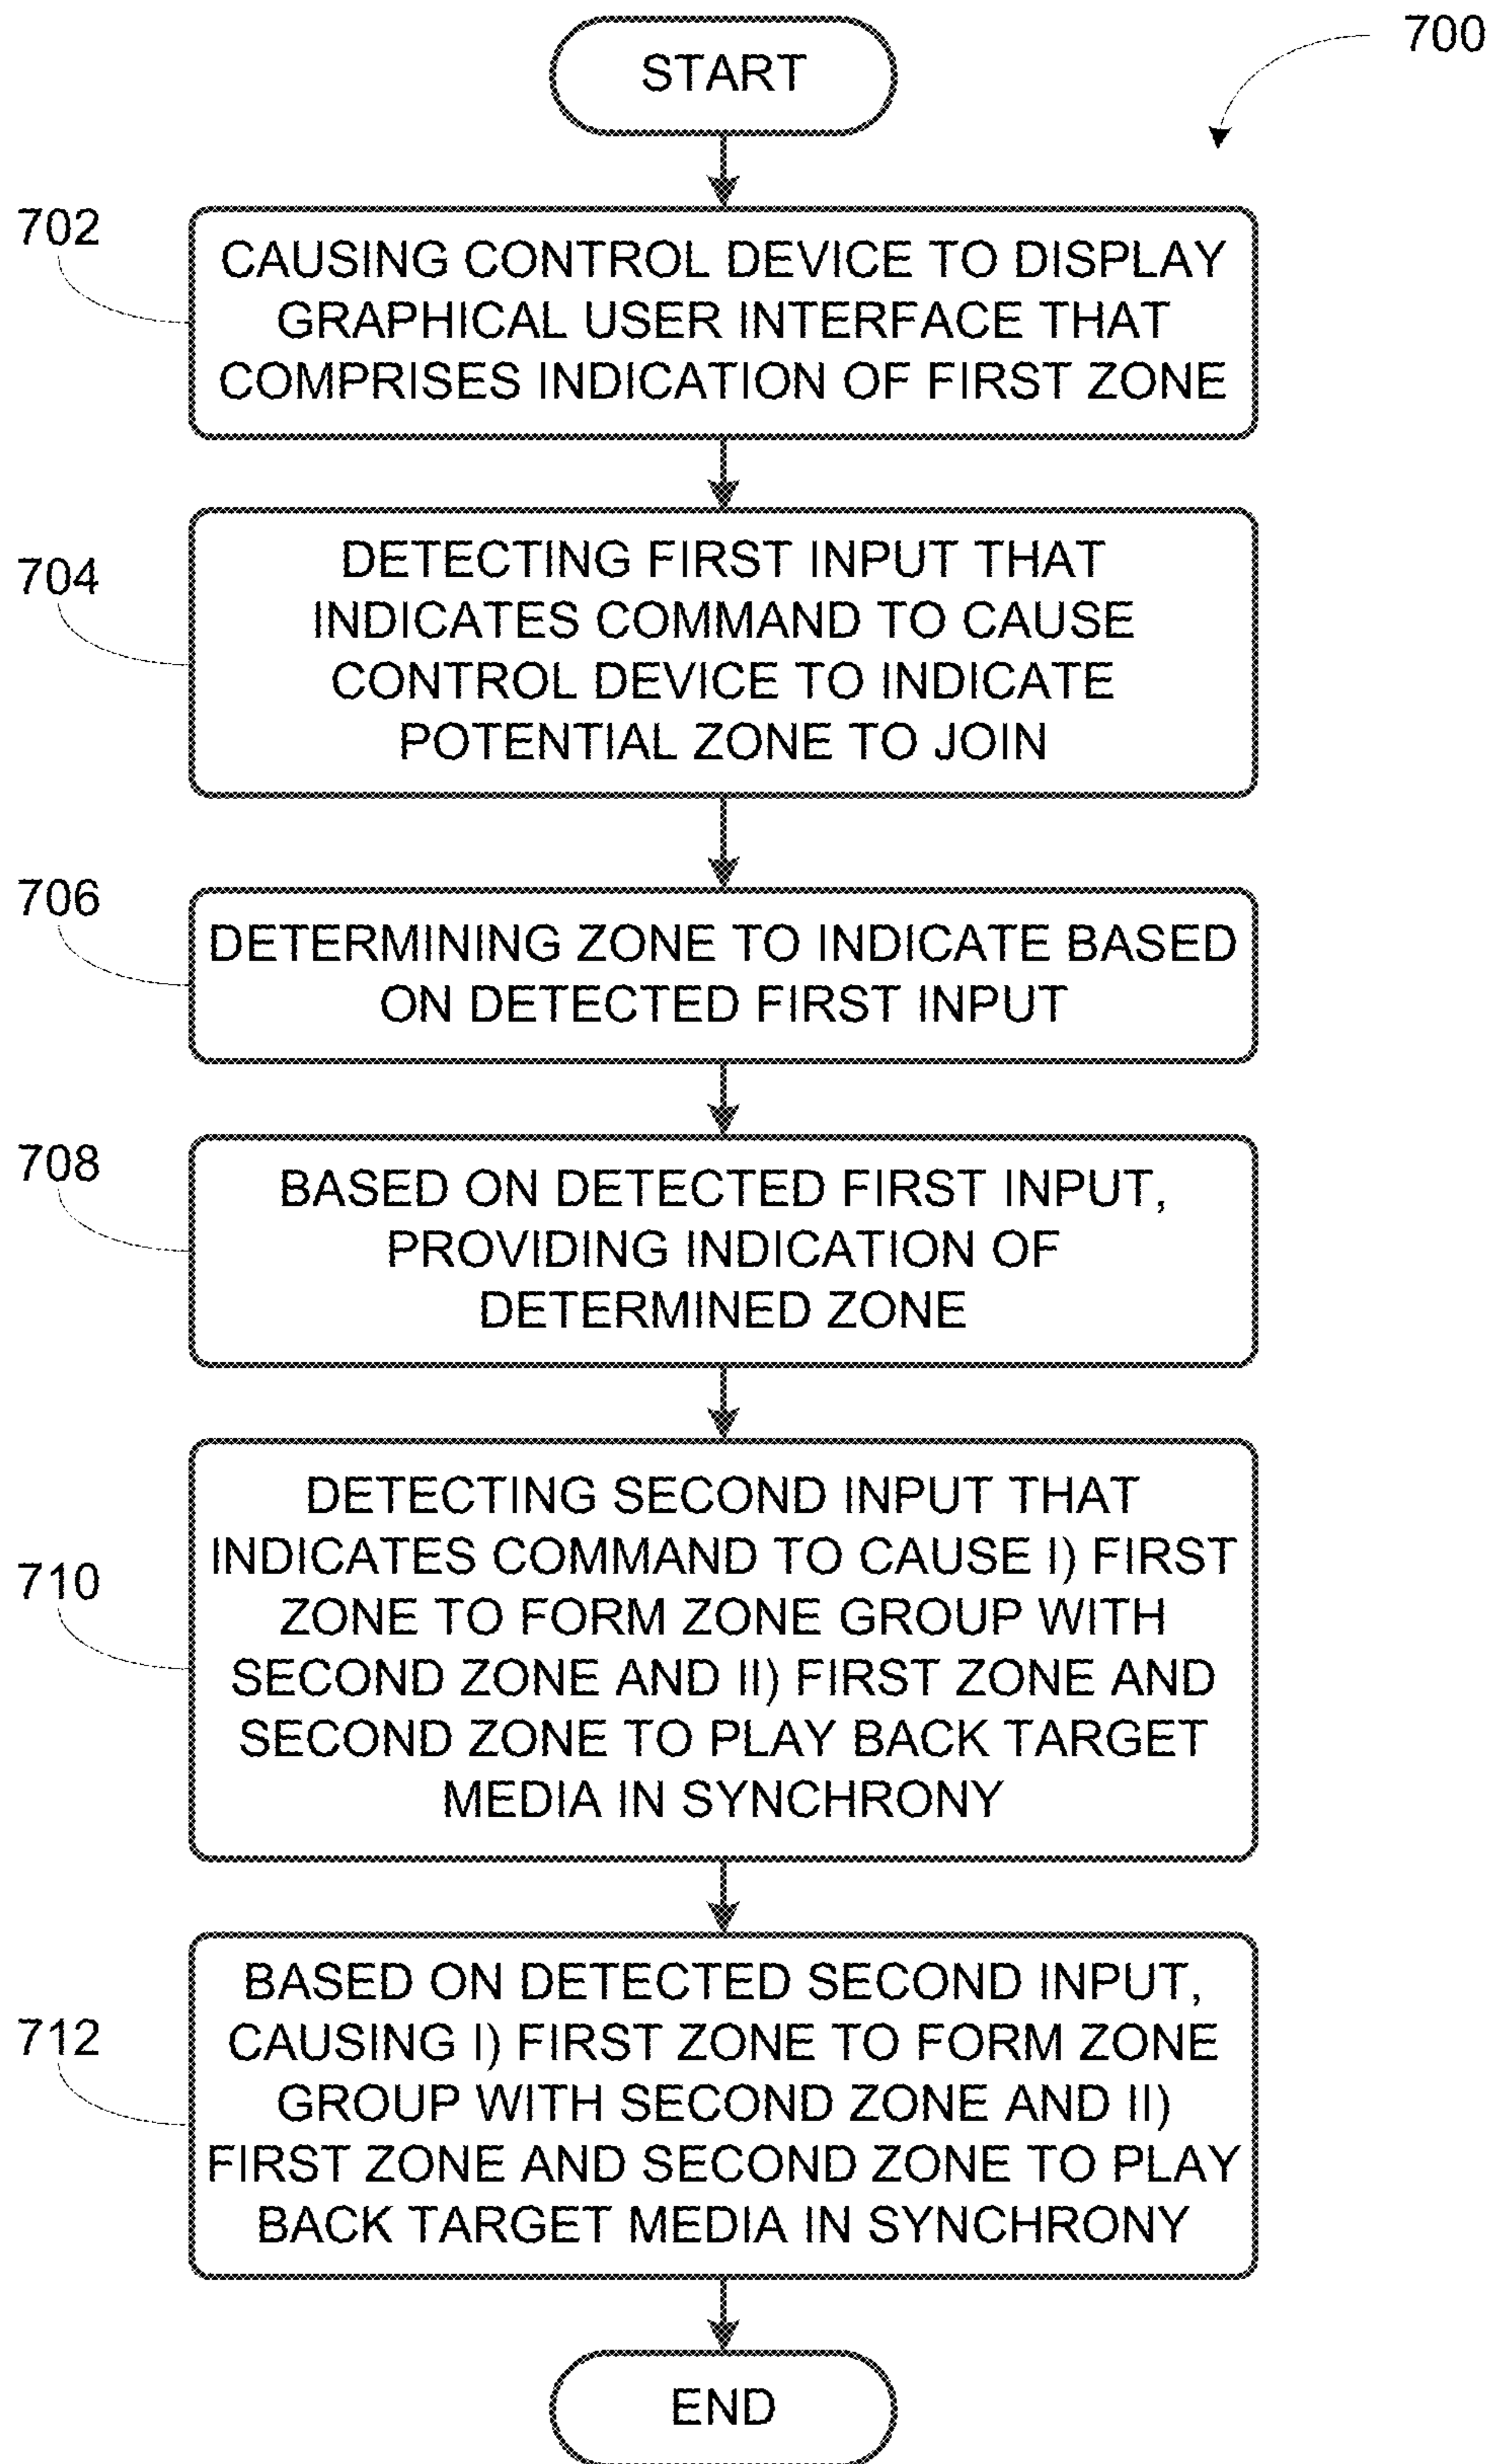 START
700
702
CAUSING CONTROL DEVICE TO DISPLAY
GRAPHICAL USER INTERFACE THAT
COMPRISES INDICATION OF FIRST ZONE
704
DETECTING FIRST INPUT THAT
INDICATES COMMAND TO CAUSE
CONTROL DEVICE TO INDICATE
POTENTIAL ZONE TO JOIN
706
DETERMINING ZONE TO INDICATE BASED
ON DETECTED FIRST INPUT
708
BASED ON DETECTED FIRST INPUT,
PROVIDING INDICATION OF
DETERMINED ZONE
710
DETECTING SECOND INPUT THAT
INDICATES COMMAND TO CAUSE I) FIRST
ZONE TO FORM ZONE GROUP WITH
SECOND ZONE AND II) FIRST ZONE AND
SECOND ZONE TO PLAY BACK TARGET
MEDIA IN SYNCHRONY
712
BASED ON DETECTED SECOND INPUT,
CAUSING I) FIRST ZONE TO FORM ZONE
GROUP WITH SECOND ZONE AND II)
FIRST ZONE AND SECOND ZONE TO PLAY
BACK TARGET MEDIA IN SYNCHRONY
END